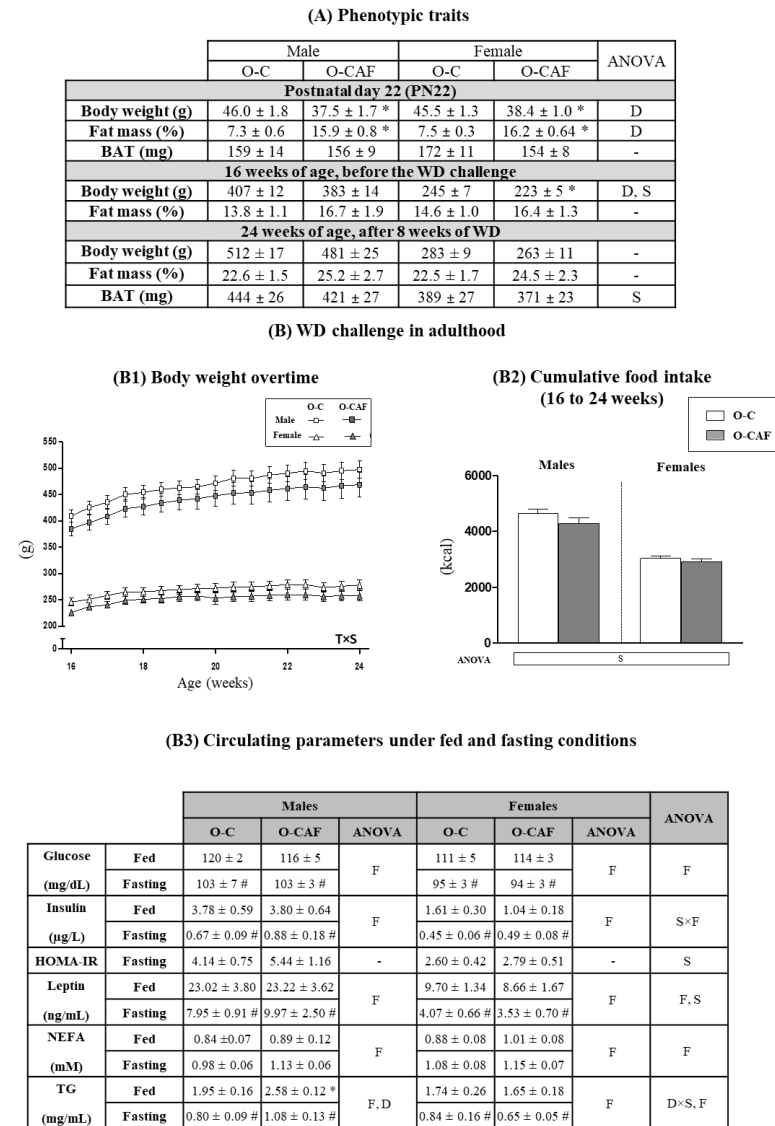 (A) Phenotypic traits
Male Female ANOVA
O-C O-CAF O-C O-CAF
Postnatal day 22 (PN22)
Body weight (g) 46.0 ± 1.8 37.5 ± 1.7 * 45.5 ± 1.3 38.4 ± 1.0 * D
Fat mass (%) 7.3 ± 0.6 15.9 ± 0.8 * 7.5 ± 0.3 16.2 ± 0.64 * D
BAT (mg) 159 ± 14 156 ± 9 172 ± 11 154 ± 8 -
16 weeks of age, before the WD challenge
Body weight (g) 407 ± 12 383 ± 14 245 ± 7 223 ± 5 * D, S
Fat mass (%) 13.8 ± 1.1 16.7 ± 1.9 14.6 ± 1.0 16.4 ± 1.3 -
24 weeks of age, after 8 weeks of WD
Body weight (g) 512 ± 17 481 ± 25 283 ± 9 263 ± 11 -
Fat mass (%) 22.6 ± 1.5 25.2 ± 2.7 22.5 ± 1.7 24.5 ± 2.3 -
BAT (mg) 444 ± 26 421 ± 27 389 ± 27 371 ± 23 S
(B) WD challenge in adulthood
(B1) Body weight overtime
O-C O-CAF
Male
Female
550
500
450
400
350
300
250
200
0
(g)
T×S
16 18 20 22 24
Age (weeks)
(B2) Cumulative food intake
(16 to 24 weeks)
O-C
O-CAF
Males Females
6000
4000
2000
0
(kcal)
ANOVA S
(B3) Circulating parameters under fed and fasting conditions
Males Females ANOVA
O-C O-CAF ANOVA O-C O-CAF ANOVA
Glucose Fed 120 ± 2 116 ± 5 F 111 ± 5 114 ± 3 F F
(mg/dL) Fasting 103 ± 7 # 103 ± 3 # 95 ± 3 # 94 ± 3 #
Insulin Fed 3.78 ± 0.59 3.80 ± 0.64 F 1.61 ± 0.30 1.04 ± 0.18 F S×F
(µg/L) Fasting 0.67 ± 0.09 # 0.88 ± 0.18 # 0.45 ± 0.06 # 0.49 ± 0.08 #
HOMA-IR Fasting 4.14 ± 0.75 5.44 ± 1.16 - 2.60 ± 0.42 2.79 ± 0.51 - S
Leptin Fed 23.02 ± 3.80 23.22 ± 3.62 F 9.70 ± 1.34 8.66 ± 1.67 F F, S
(ng/mL) Fasting 7.95 ± 0.91 # 9.97 ± 2.50 # 4.07 ± 0.66 # 3.53 ± 0.70 #
NEFA Fed 0.84 ±0.07 0.89 ± 0.12 F 0.88 ± 0.08 1.01 ± 0.08 F F
(mM) Fasting 0.98 ± 0.06 1.13 ± 0.06 1.08 ± 0.08 1.15 ± 0.07
TG Fed 1.95 ± 0.16 2.58 ± 0.12 * F, D 1.74 ± 0.26 1.65 ± 0.18 F D×S, F
(mg/mL) Fasting 0.80 ± 0.09 # 1.08 ± 0.13 # 0.84 ± 0.16 # 0.65 ± 0.05 #